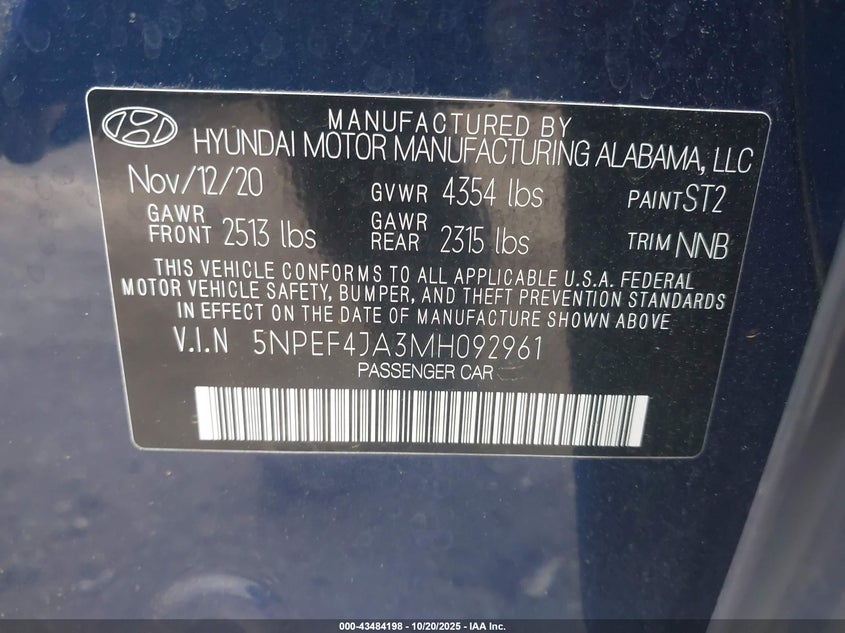 MANUFACTURED BY
HYUNDAI MOTOR MANUFACTURING ALABAMA, LLC
Nov/12/20 GVWR 4354 lbs PAINT ST2
GAWR FRONT 2513 lbs GAWR REAR 2315 lbs TRIM NNB
THIS VEHICLE CONFORMS TO ALL APPLICABLE U.S.A. FEDERAL
MOTOR VEHICLE SAFETY, BUMPER, AND THEFT PREVENTION STANDARDS
IN EFFECT ON THE DATE OF MANUFACTURE SHOWN ABOVE
V.I.N 5NPEF4JA3MH092961
PASSENGER CAR
000-43484198 - 10/20/2025 - IAA Inc.